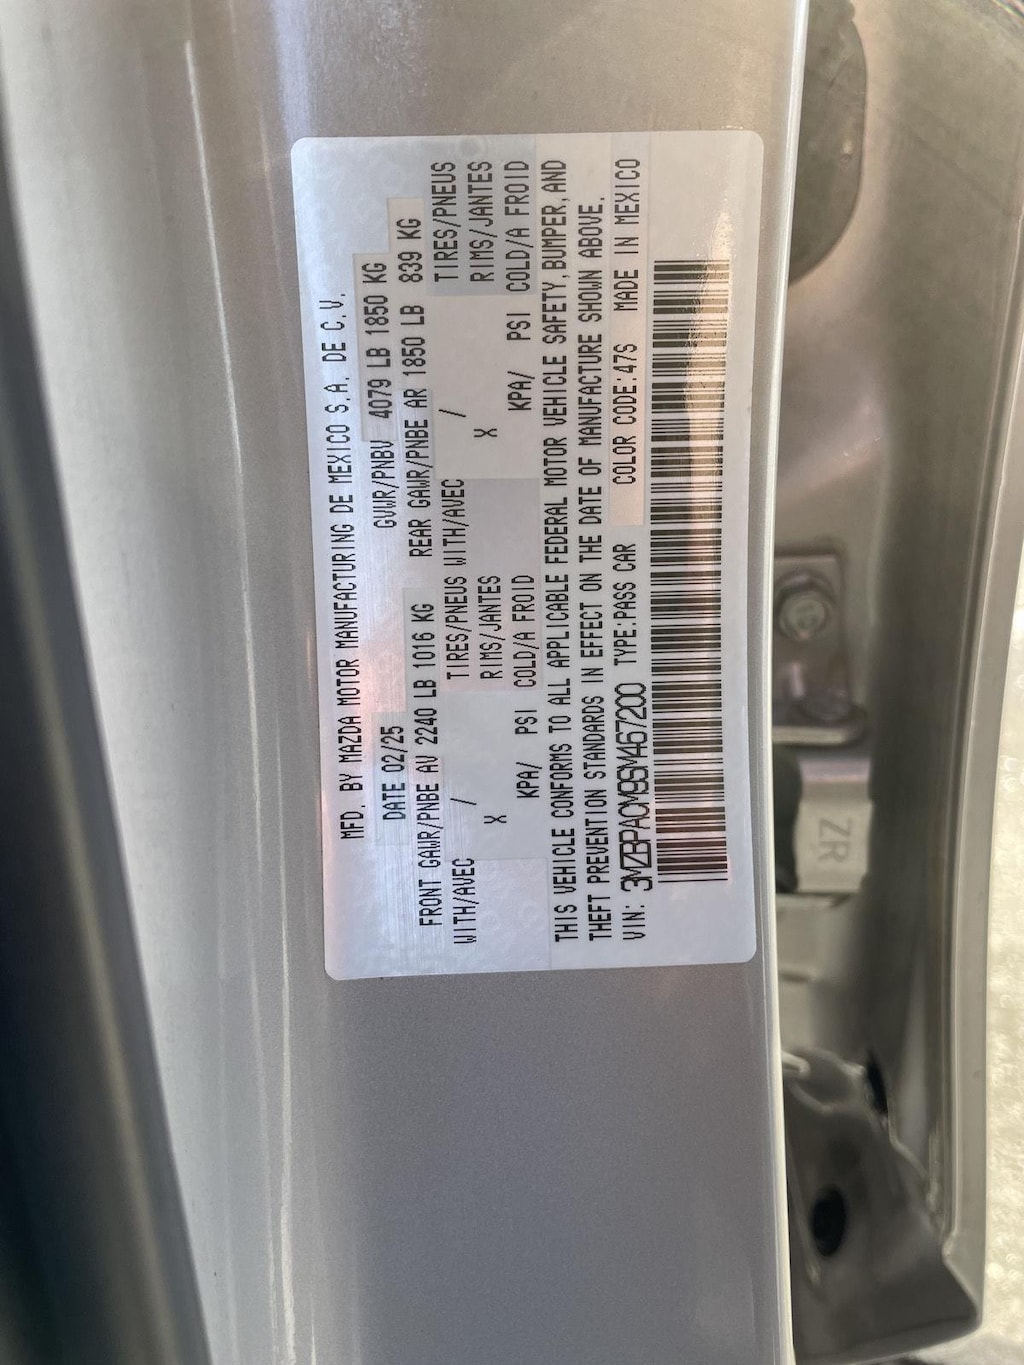 MFD. BY MAZDA MOTOR MANUFACTURING DE MEXICO S.A. DE C.V.
DATE 02/25 GVWR/PNBV 4079 LB 1850 KG
FRONT GAWR/PNBE AV 2240 LB 1016 KG REAR GAWR/PNBE AR 1850 LB 839 KG
WITH/AVEC / TIRES/PNEUS WITH/AVEC / TIRES/PNEUS
X RIMS/JANTES X RIMS/JANTES
KPA/ PSI COLD/A FROID KPA/ PSI COLD/A FROID
THIS VEHICLE CONFORMS TO ALL APPLICABLE FEDERAL MOTOR VEHICLE SAFETY, BUMPER, AND
THEFT PREVENTION STANDARDS IN EFFECT ON THE DATE OF MANUFACTURE SHOWN ABOVE.
VIN: 3MZBPACM9SM467200 TYPE:PASS CAR COLOR CODE:47S MADE IN MEXICO
ZR